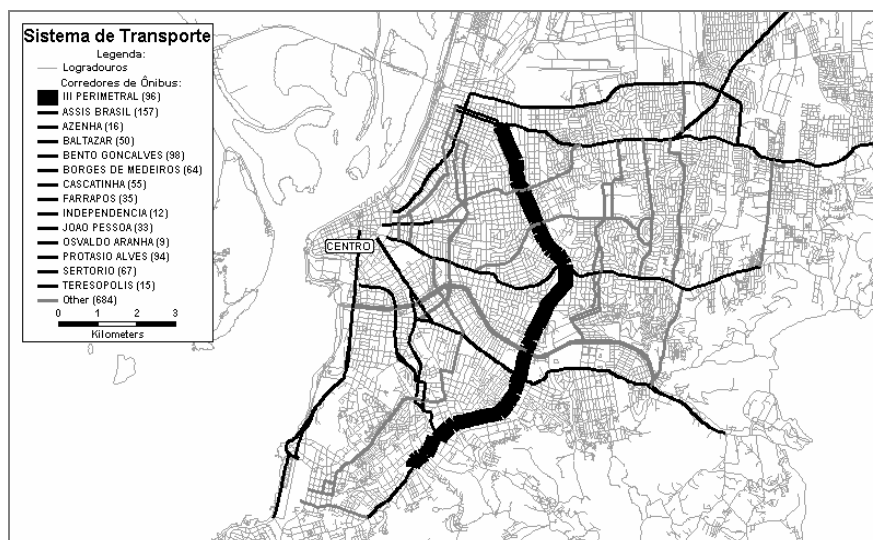 Sistema de Transporte
Legenda:
Logradouros
Corredores de Ônibus:
III PERIMETRAL (96)
ASSIS BRASIL (157)
AZENHA (16)
BALTAZAR (50)
BENTO GONCALVES (98)
BORGES DE MEDEIROS (64)
CASCATINHA (55)
FARRAPOS (35)
INDEPENDENCIA (12)
JOAO PESSOA (33)
OSVALDO ARANHA (9)
PROTASIO ALVES (94)
SERTORIO (67)
TERESOPOLIS (15)
Other (684)
0 1 2 3
Kilometers
CENTRO